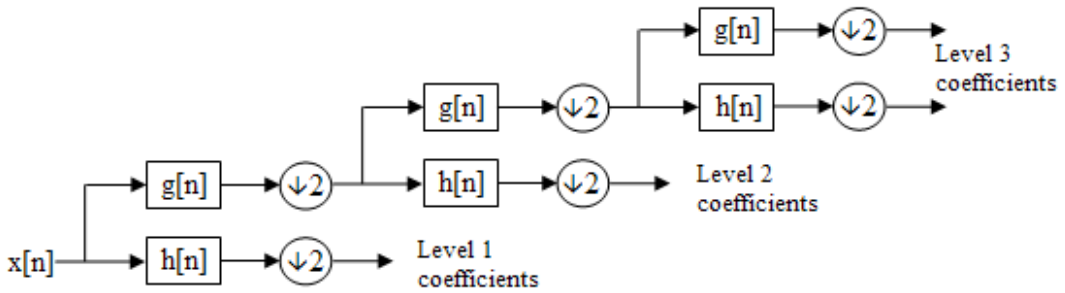 g[n] ↓2
Level 3
coefficients
g[n] ↓2 h[n] ↓2
g[n] ↓2 h[n] ↓2
Level 2
coefficients
x[n] h[n] ↓2
Level 1
coefficients